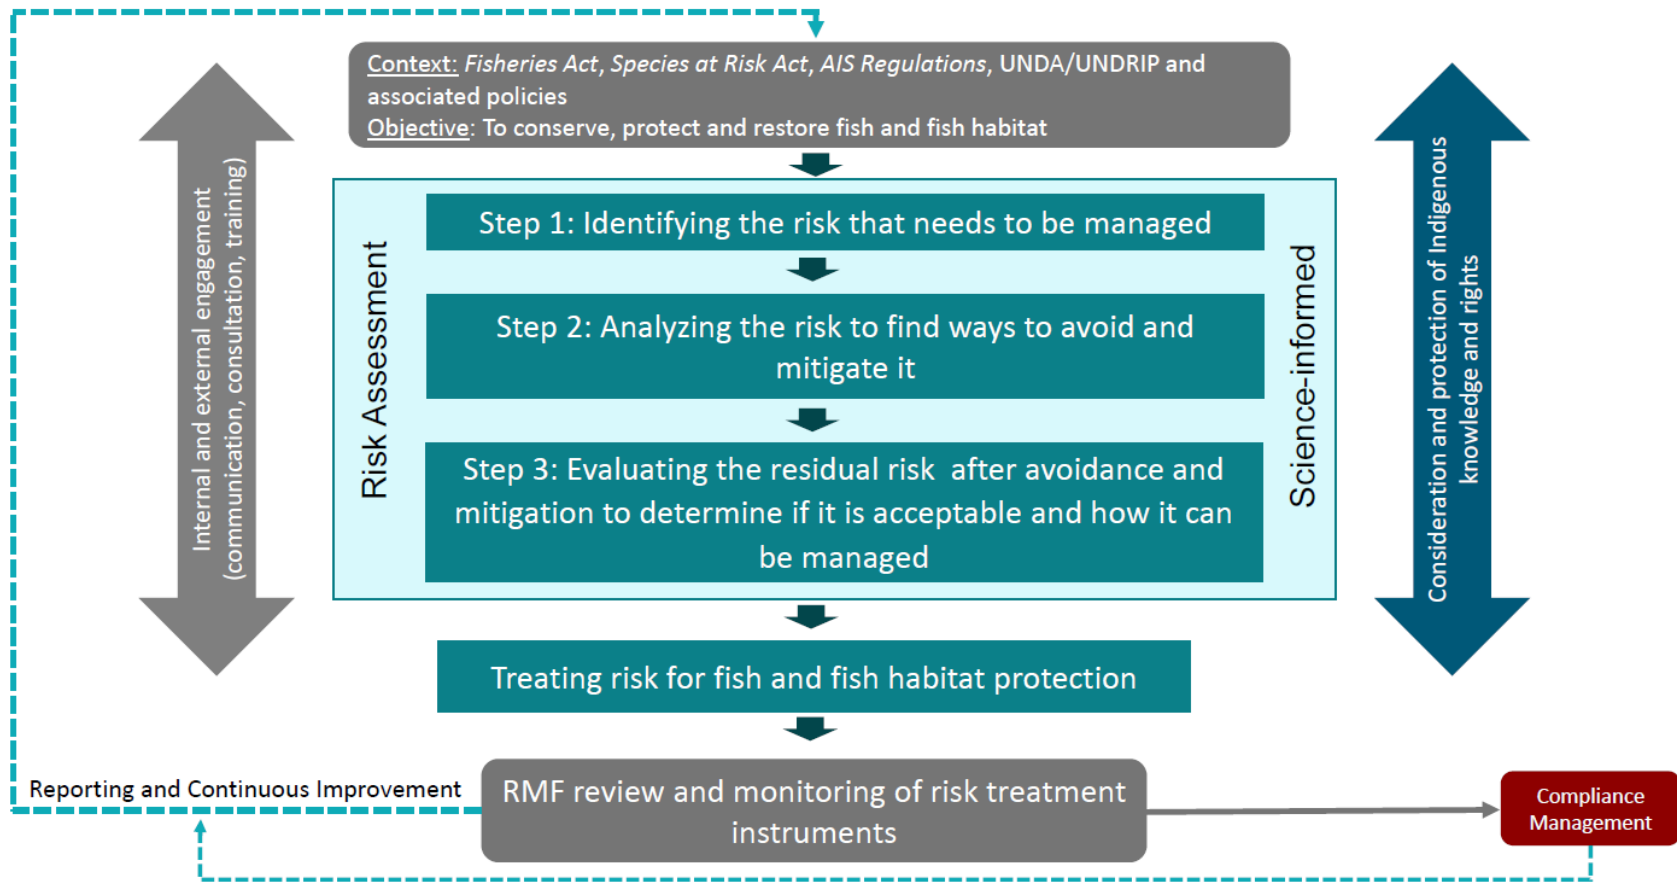 Context: Fisheries Act, Species at Risk Act, AIS Regulations, UNDA/UNDRIP and
associated policies
Objective: To conserve, protect and restore fish and fish habitat
Internal and external engagement
(communication, consultation, training)
Risk Assessment
Step 1: Identifying the risk that needs to be managed
Step 2: Analyzing the risk to find ways to avoid and
mitigate it
Step 3: Evaluating the residual risk after avoidance and
mitigation to determine if it is acceptable and how it can
be managed
Science-informed
Consideration and protection of Indigenous
knowledge and rights
Treating risk for fish and fish habitat protection
Reporting and Continuous Improvement
RMF review and monitoring of risk treatment
instruments
Compliance
Management